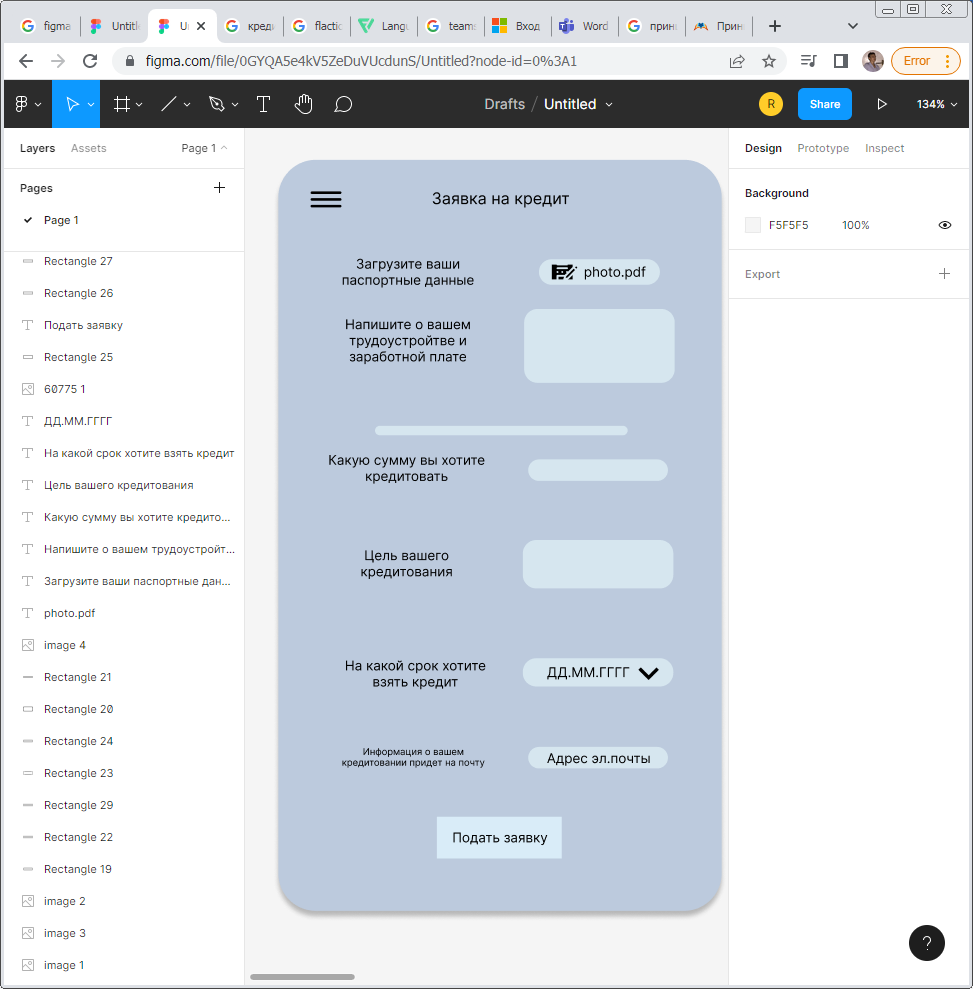 figma
Untitl
Un
кред
flactic
Langu
team
Вход
Word
прин
Прин
figma.com/file/0GYQA5e4kV5ZeDuVUcdunS/Untitled?node-id=0%3A1
Error
Drafts / Untitled
R
Share
134%
Layers Assets Page 1
Pages
Page 1
Rectangle 27
Rectangle 26
Подать заявку
Rectangle 25
60775 1
ДД.ММ.ГГГГ
На какой срок хотите взять кредит
Цель вашего кредитования
Какую сумму вы хотите кредито...
Напишите о вашем трудоустройт...
Загрузите ваши паспортные дан...
photo.pdf
image 4
Rectangle 21
Rectangle 20
Rectangle 24
Rectangle 23
Rectangle 29
Rectangle 22
Rectangle 19
image 2
image 3
image 1
Заявка на кредит
Загрузите ваши
паспортные данные
photo.pdf
Напишите о вашем
трудоустройтве и
заработной плате
Какую сумму вы хотите
кредитовать
Цель вашего
кредитования
На какой срок хотите
взять кредит
ДД.ММ.ГГГГ
Информация о вашем
кредитовании придет на почту
Адрес эл.почты
Подать заявку
Design Prototype Inspect
Background
F5F5F5 100%
Export
?